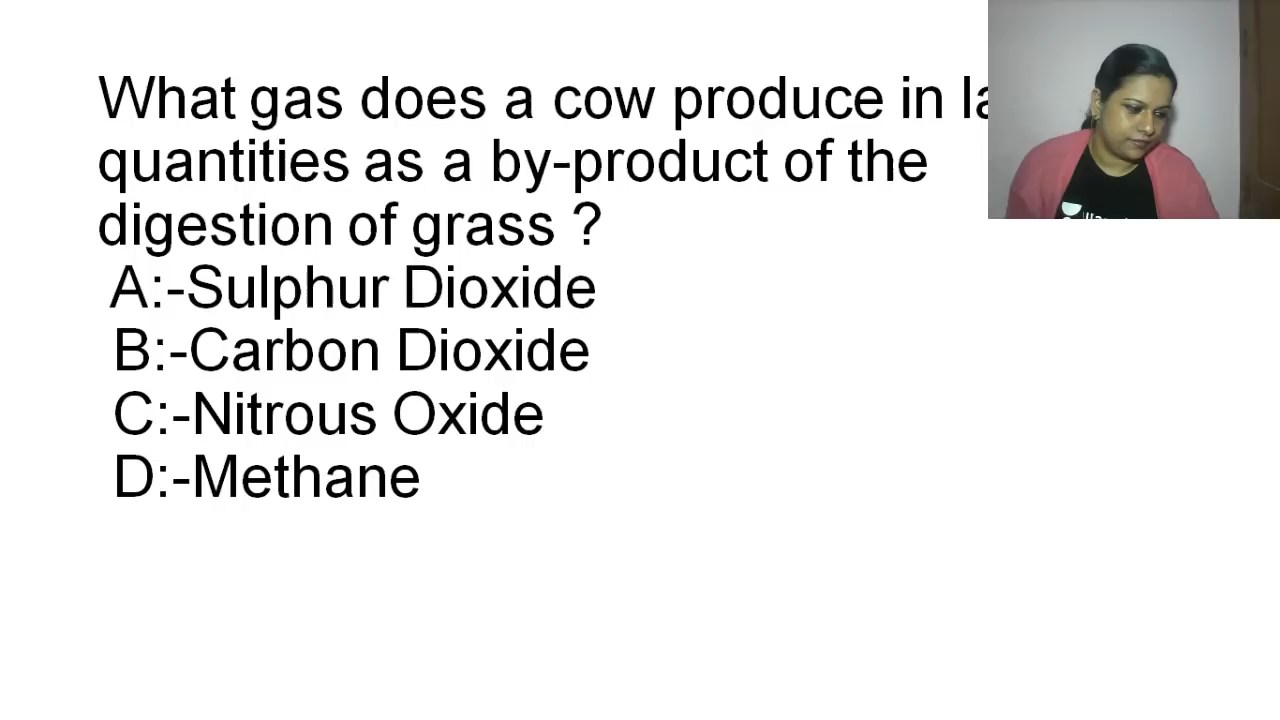 What gas does a cow produce in
quantities as a by-product of the
digestion of grass ?
A:-Sulphur Dioxide
B:-Carbon Dioxide
C:-Nitrous Oxide
D:-Methane